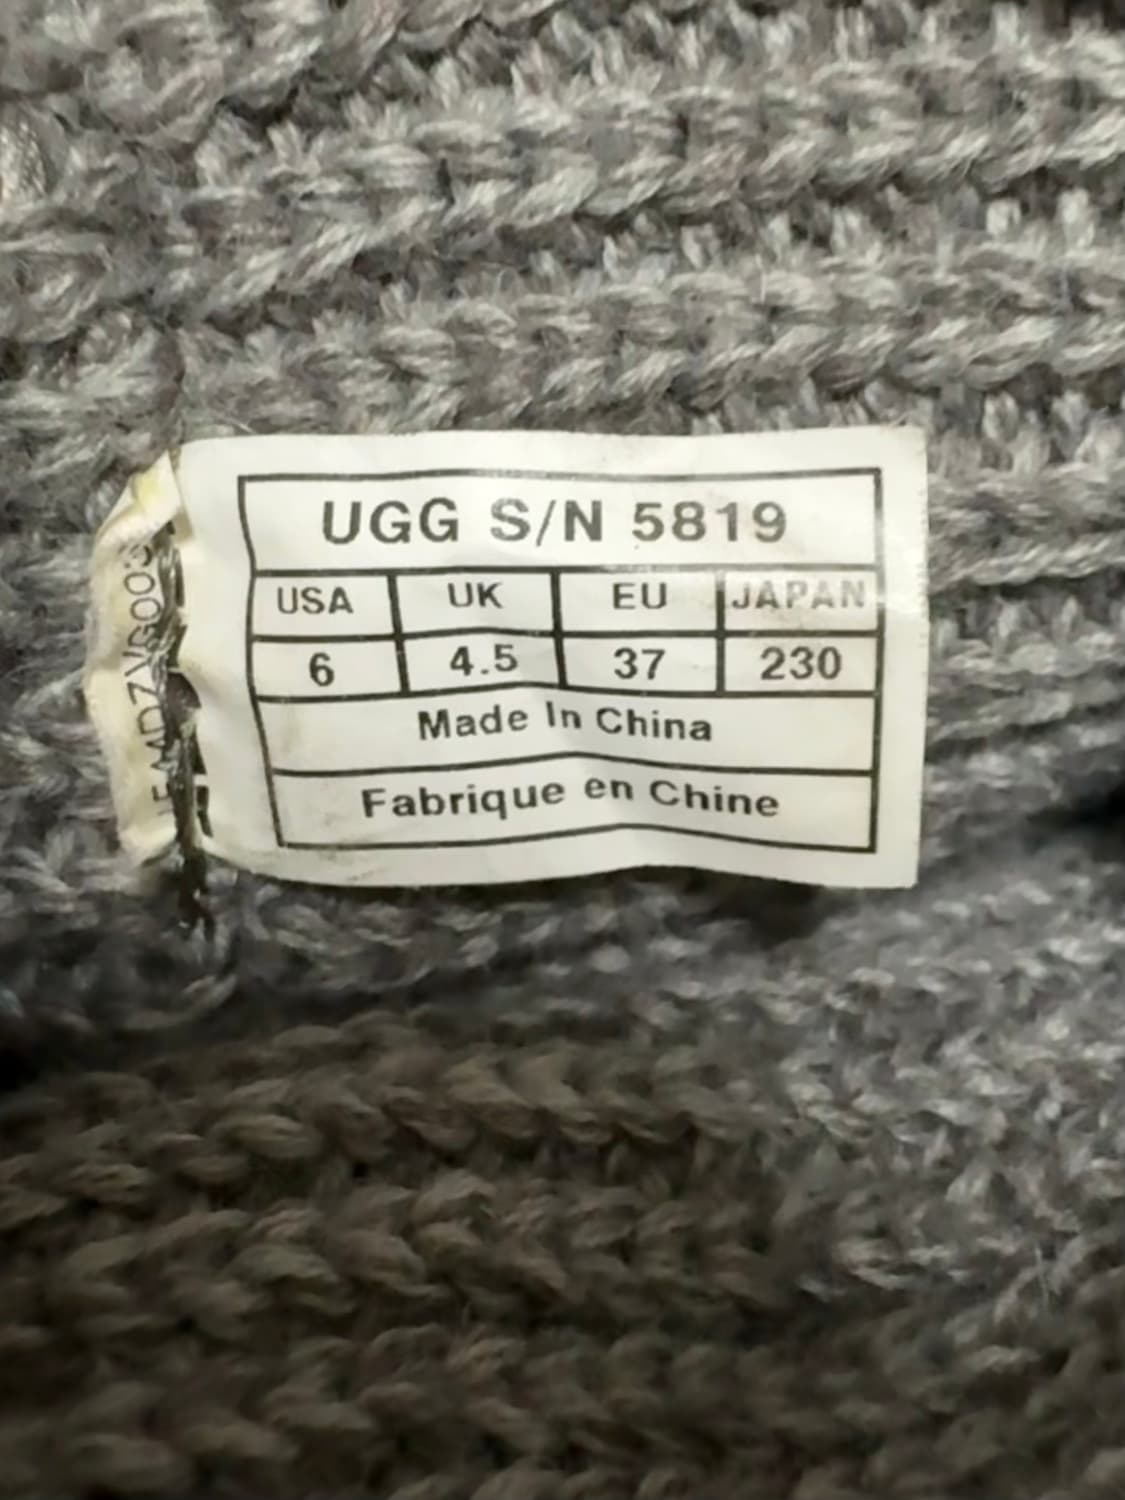 UGG S/N 5819
USA UK EU JAPAN
6 4.5 37 230
Made In China
Fabrique en Chine